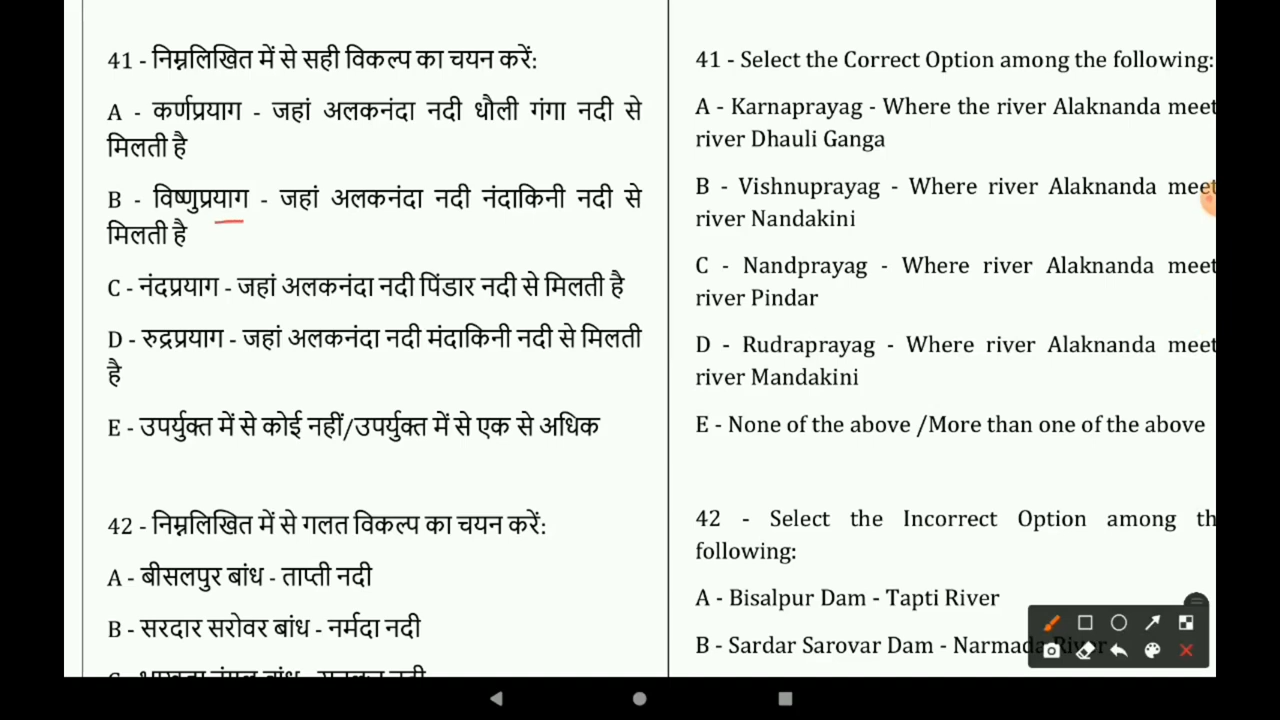 41 - निम्नलिखित में से सही विकल्प का चयन करें:
A - कर्णप्रयाग - जहां अलकनंदा नदी धौली गंगा नदी से
मिलती है
B - विष्णुप्रयाग - जहां अलकनंदा नदी नंदाकिनी नदी से
मिलती है
C - नंदप्रयाग - जहां अलकनंदा नदी पिंडार नदी से मिलती है
D - रुद्रप्रयाग - जहां अलकनंदा नदी मंदाकिनी नदी से मिलती
है
E - उपर्युक्त में से कोई नहीं/उपर्युक्त में से एक से अधिक
42 - निम्नलिखित में से गलत विकल्प का चयन करें:
A - बीसलपुर बांध - ताप्ती नदी
B - सरदार सरोवर बांध - नर्मदा नदी
41 - Select the Correct Option among the following:
A - Karnaprayag - Where the river Alaknanda meet
river Dhauli Ganga
B - Vishnuprayag - Where river Alaknanda meet
river Nandakini
C - Nandprayag - Where river Alaknanda meet
river Pindar
D - Rudraprayag - Where river Alaknanda meet
river Mandakini
E - None of the above /More than one of the above
42 - Select the Incorrect Option among th
following:
A - Bisalpur Dam - Tapti River
B - Sardar Sarovar Dam - Narmada River